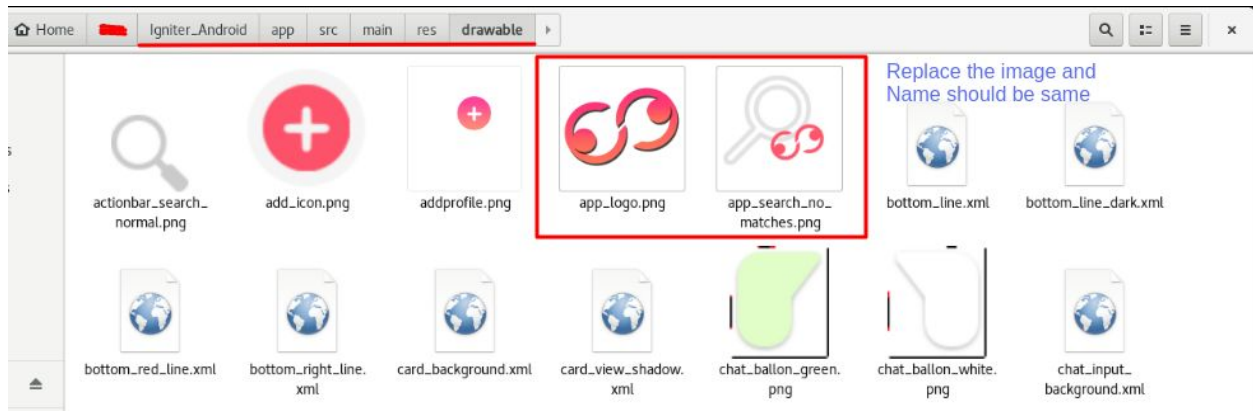 Home Igniter_Android app src main res drawable
Replace the image and
Name should be same
actionbar_search_
normal.png
add_icon.png
addprofile.png
app_logo.png
app_search_no_
matches.png
bottom_line.xml
bottom_line_dark.xml
bottom_red_line.xml
bottom_right_line.
xml
card_background.xml
card_view_shadow.
xml
chat_ballon_green.
png
chat_ballon_white.
png
chat_input_
background.xml